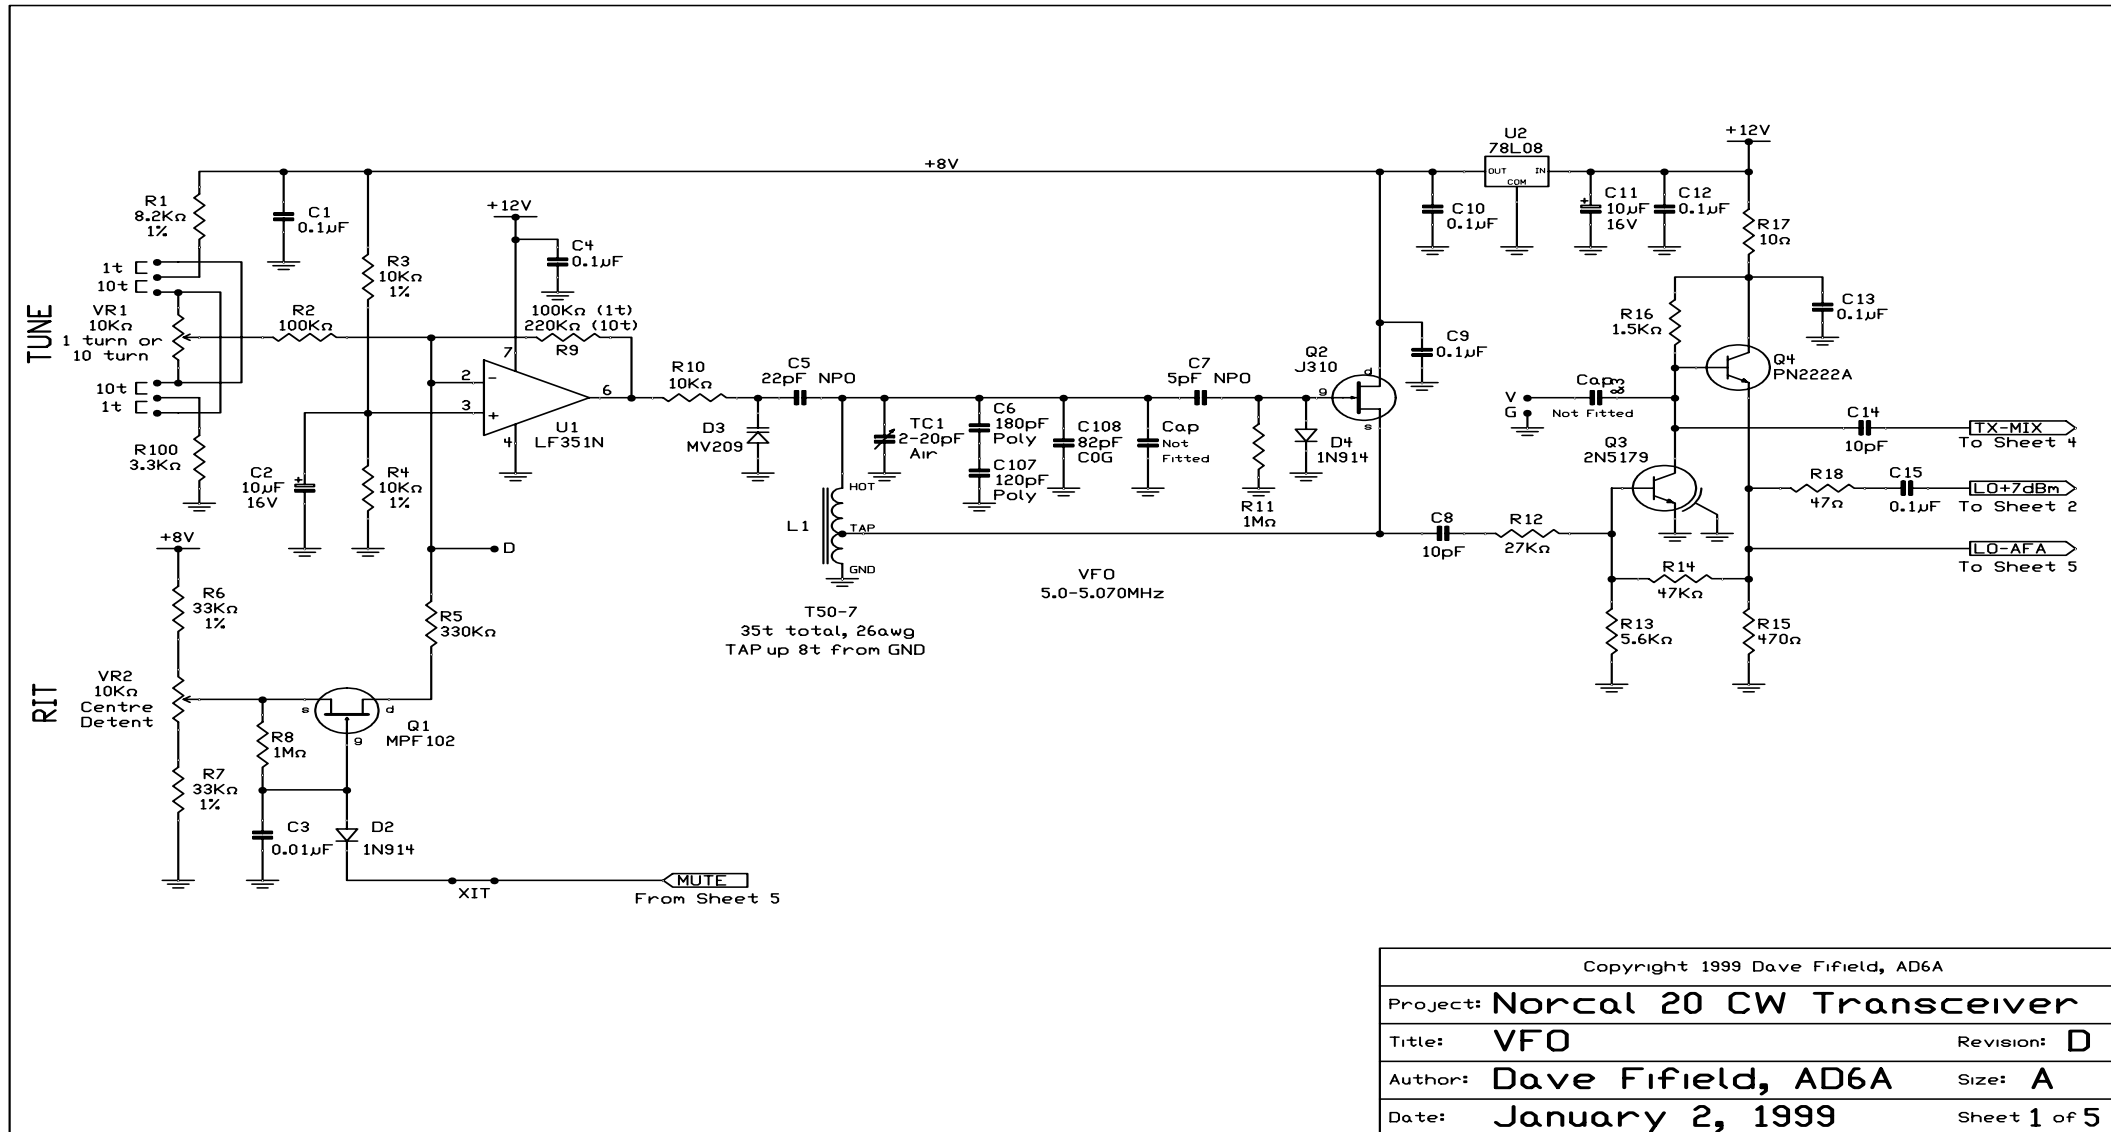 +8V
U2
78L08
OUT
IN
COM
+12V
R1
8.2KΩ
1%
C1
0.1µF
+12V
C4
0.1µF
R3
10KΩ
1%
C10
0.1µF
+
C11
10µF
16V
C12
0.1µF
R17
10Ω
1t
10t
TUNE
VR1
10KΩ
1 turn or
10 turn
10t
1t
R2
100KΩ
100KΩ (1t)
220KΩ (10t)
R9
7
2
-
3
+
6
4
U1
LF351N
R10
10KΩ
C5
22pF NPO
D3
MV209
TC1
2-20pF
Air
C6
180pF
Poly
C107
120pF
Poly
C108
82pF
C0G
Cap
Not
Fitted
C7
5pF NPO
R11
1MΩ
D4
1N914
Q2
J310
d
g
s
C9
0.1µF
R16
1.5KΩ
C13
0.1µF
Q4
PN2222A
V
G
Cap
&3
Not Fitted
Q3
2N5179
C14
10pF
TX-MIX
To Sheet 4
R18
47Ω
C15
0.1µF
LO+7dBm
To Sheet 2
LO-AFA
To Sheet 5
R100
3.3KΩ
C2
10µF
16V
+
R4
10KΩ
1%
D
HOT
L1
TAP
GND
T50-7
35t total, 26awg
TAP up 8t from GND
VFO
5.0-5.070MHz
C8
10pF
R12
27KΩ
R14
47KΩ
R13
5.6KΩ
R15
470Ω
+8V
R6
33KΩ
1%
R5
330KΩ
RIT
VR2
10KΩ
Centre
Detent
s
d
g
Q1
MPF102
R8
1MΩ
R7
33KΩ
1%
C3
0.01µF
D2
1N914
XIT
MUTE
From Sheet 5
Copyright 1999 Dave Fifield, AD6A
Project: Norcal 20 CW Transceiver
Title: VFO Revision: D
Author: Dave Fifield, AD6A Size: A
Date: January 2, 1999 Sheet 1 of 5